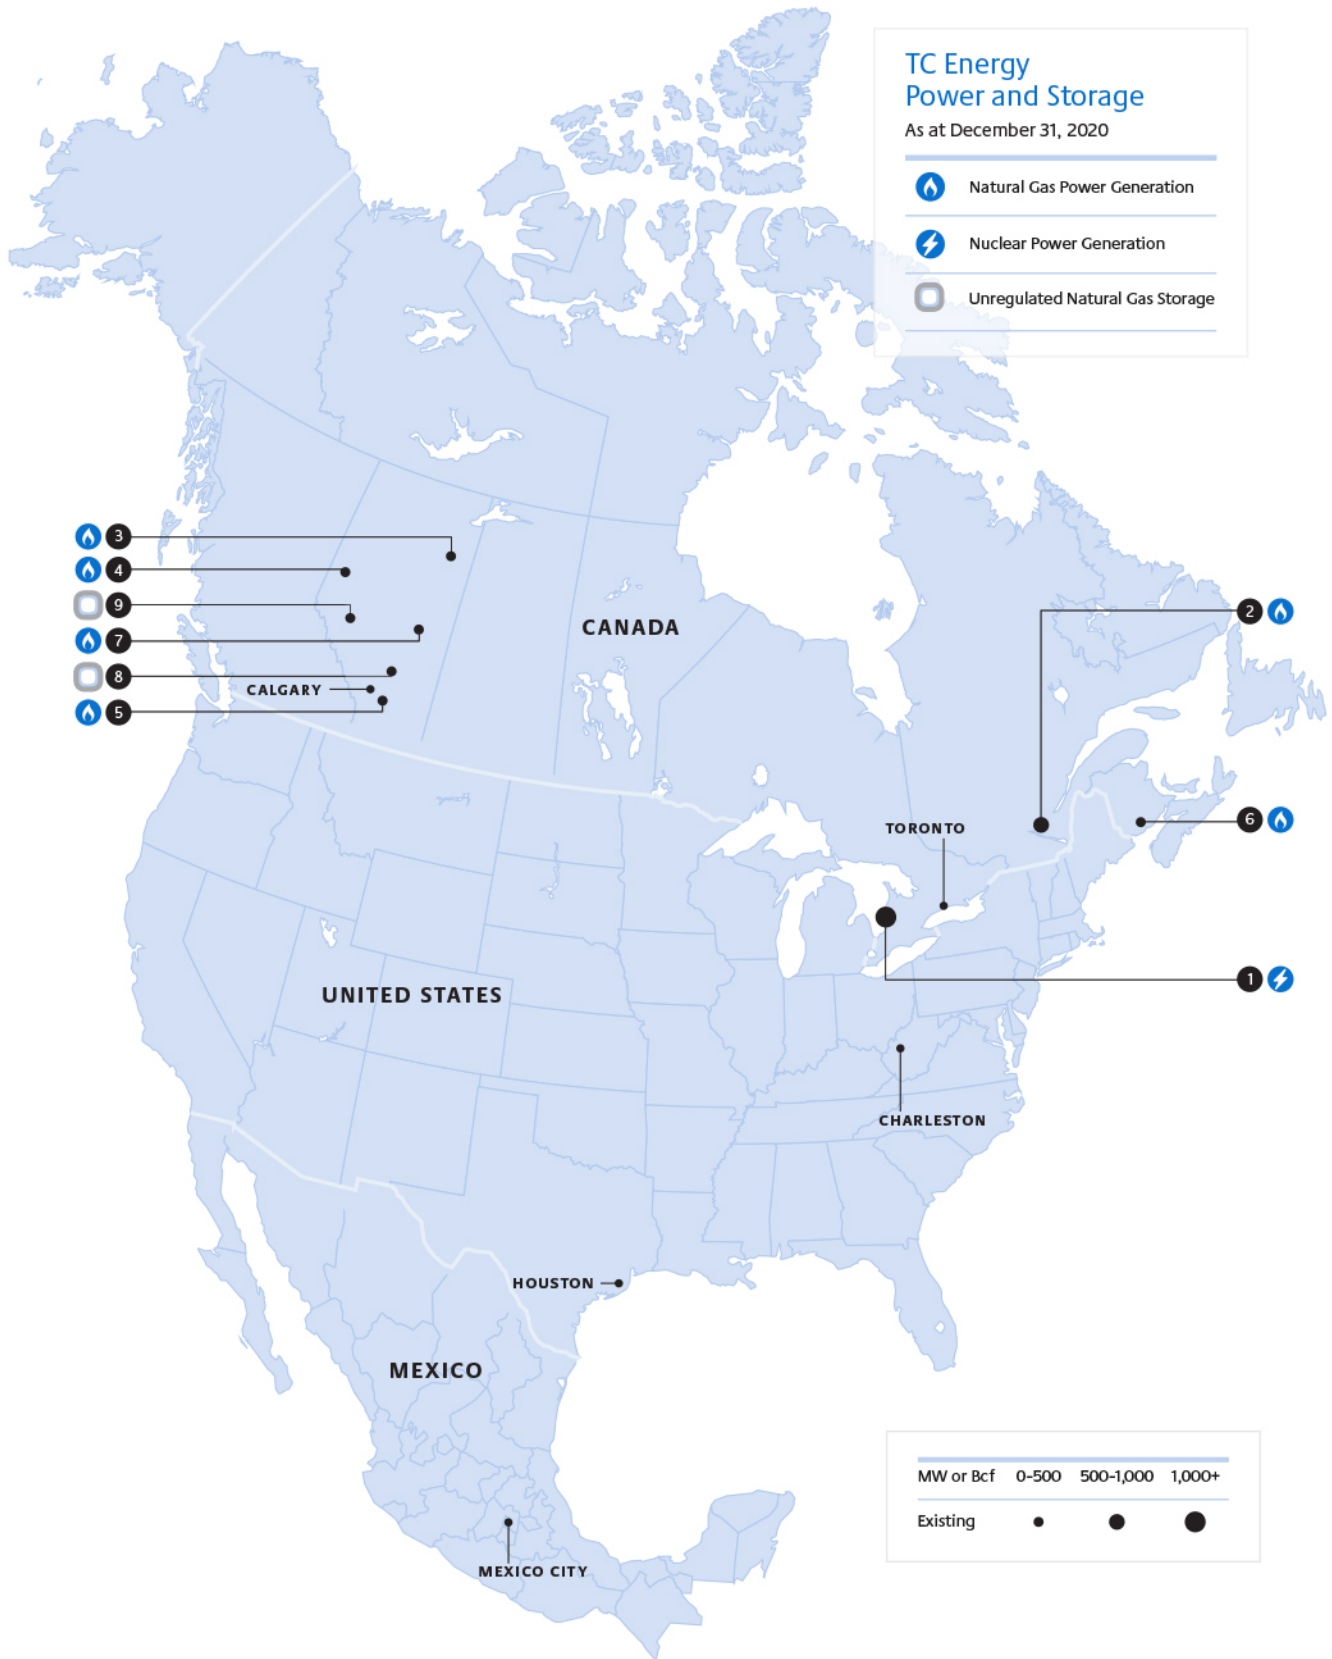 TC Energy
Power and Storage
As at December 31, 2020
Natural Gas Power Generation
Nuclear Power Generation
Unregulated Natural Gas Storage
3
4
9
7
8
CALGARY
5
CANADA
2
TORONTO
6
1
UNITED STATES
CHARLESTON
HOUSTON
MEXICO
MEXICO CITY
MW or Bcf 0-500 500-1,000 1,000+
Existing